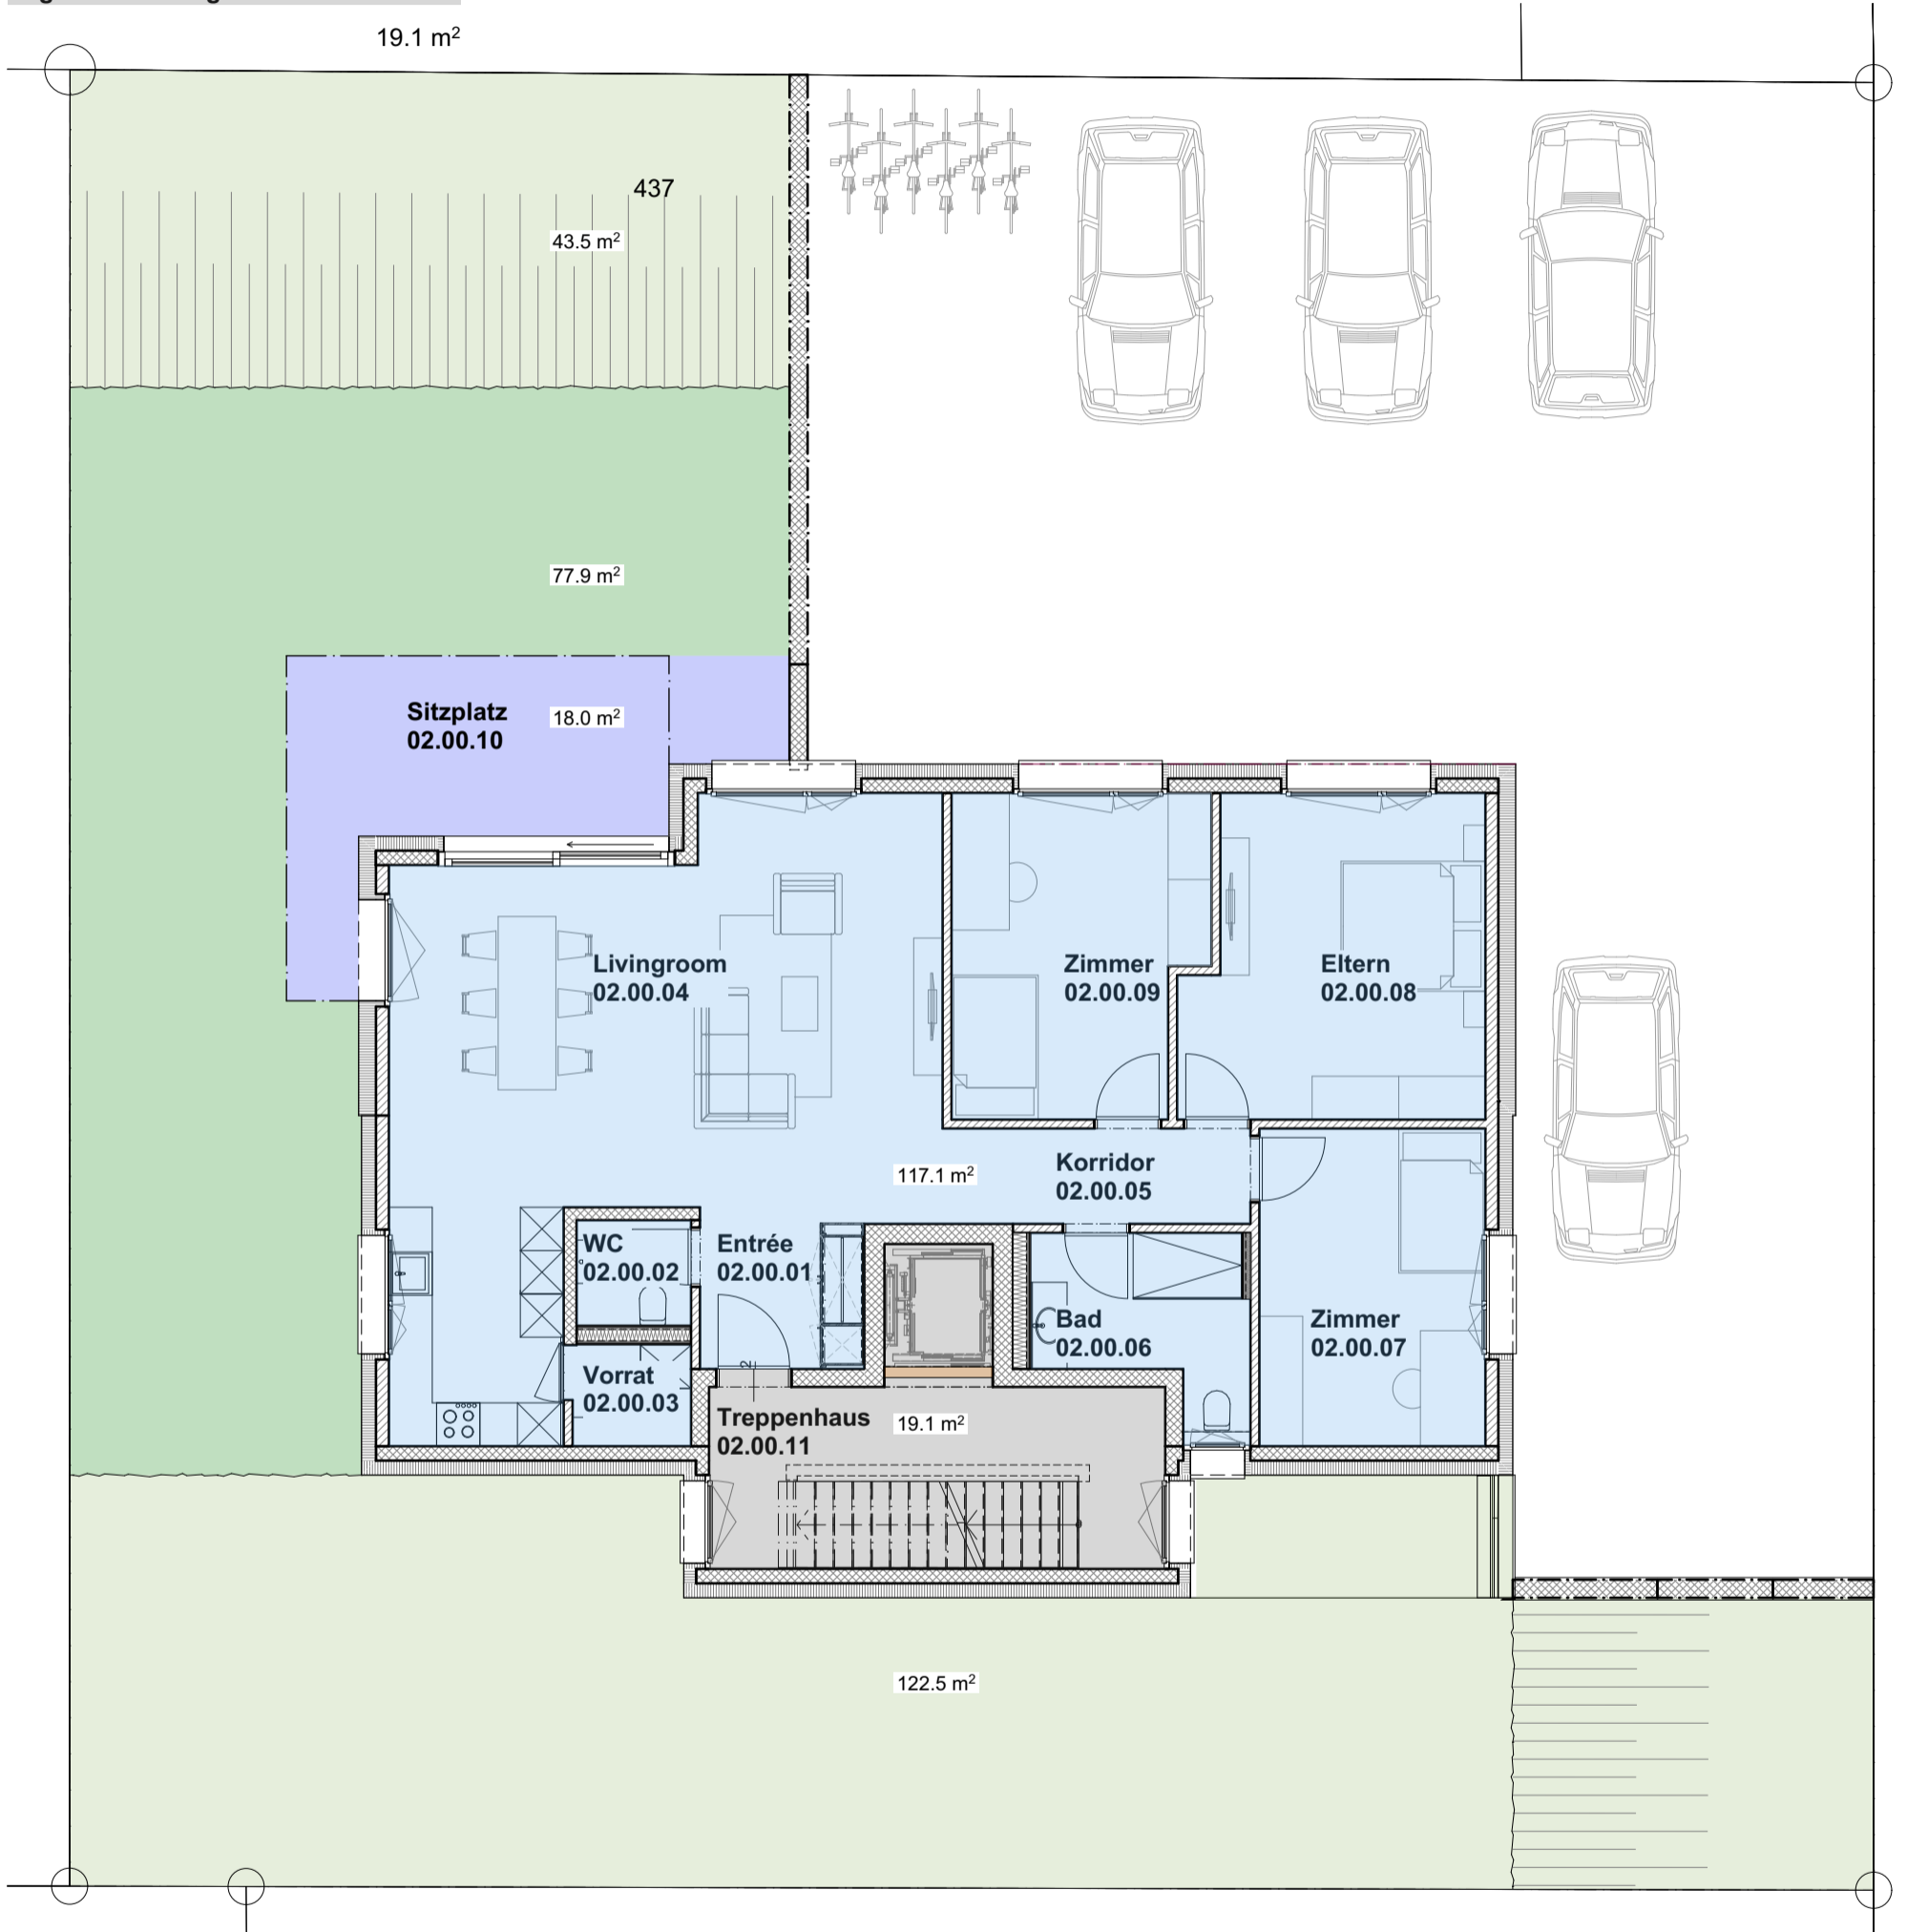 19.1 m²
437
43.5 m²
77.9 m²
Sitzplatz
02.00.10
18.0 m²
Livingroom
02.00.04
Zimmer
02.00.09
Eltern
02.00.08
117.1 m²
Korridor
02.00.05
WC
02.00.02
Entrée
02.00.01
Bad
02.00.06
Zimmer
02.00.07
Vorrat
02.00.03
2
Treppenhaus
02.00.11
19.1 m²
122.5 m²